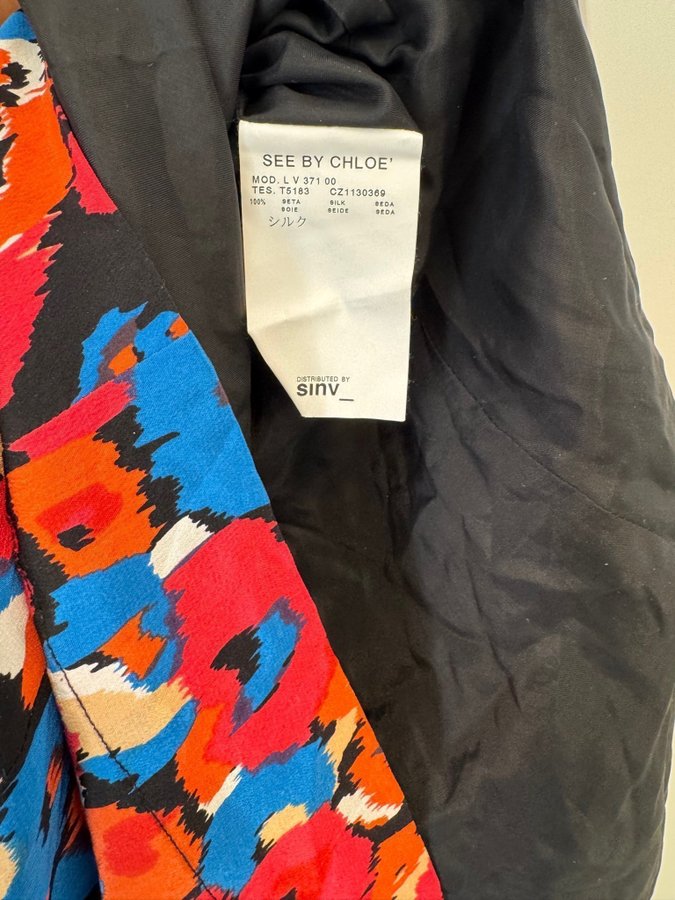 SEE BY CHLOE'
MOD. L V 371 00
TES. T5183 CZ1130369
100% SETA SILK SEDA
SOIE SEIDE SEDA
シルク
DISTRIBUTED BY
sinv_